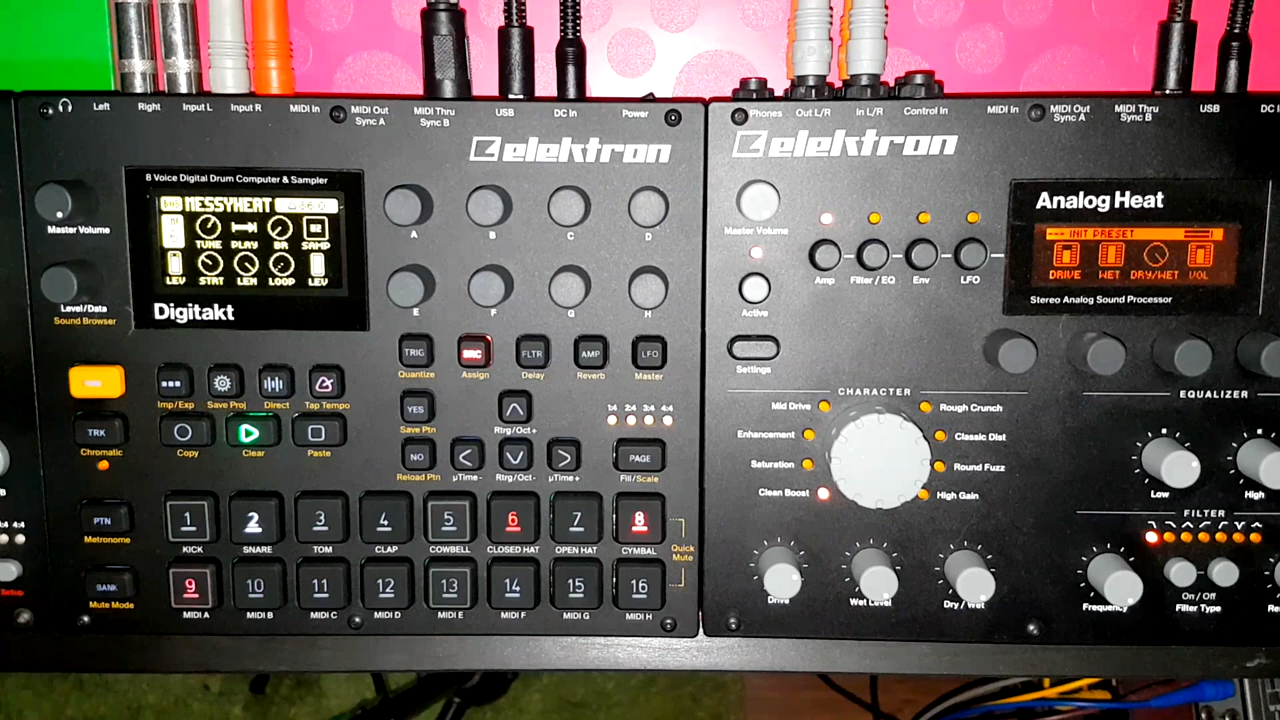 Left Right Input L Input R MIDI In MIDI Out MIDI Thru USB DC In Power
Sync A Sync B
elektron
8 Voice Digital Drum Computer & Sampler
MESSYHEAT
TUNE PLAY BR SAMP
LEV STRT LEN LOOP LEV
Digitakt
Master Volume
Level/Data
Sound Browser
A B C D
E F G H
TRIG SRC FLTR AMP LFO
Quantize Assign Delay Reverb Master
Imp/Exp Save Proj Direct Tap Tempo
YES
Save Ptn
Rtrg/Oct+
1:4 2:4 3:4 4:4
TRK
Chromatic
Copy Clear Paste
NO PAGE
Reload Ptn µTime- Rtrg/Oct- µTime+ Fill/Scale
PTN
Metronome
1 2 3 4 5 6 7 8
KICK SNARE TOM CLAP COWBELL CLOSED HAT OPEN HAT CYMBAL
Quick
Mute
BANK
Mute Mode
9 10 11 12 13 14 15 16
MIDI A MIDI B MIDI C MIDI D MIDI E MIDI F MIDI G MIDI H
4:4
Setup
Phones Out L/R In L/R Control In MIDI In MIDI Out MIDI Thru USB DC I
Sync A Sync B
elektron
Master Volume
Active
Settings
Amp Filter / EQ Env LFO
Analog Heat
--- INIT PRESET
DRIVE WET DRY/WET VOL
Stereo Analog Sound Processor
CHARACTER
Mid Drive Rough Crunch
Enhancement Classic Dist
Saturation Round Fuzz
Clean Boost High Gain
Drive Wet Level Dry / Wet
EQUALIZER
Low High
FILTER
Frequency
On / Off
Filter Type